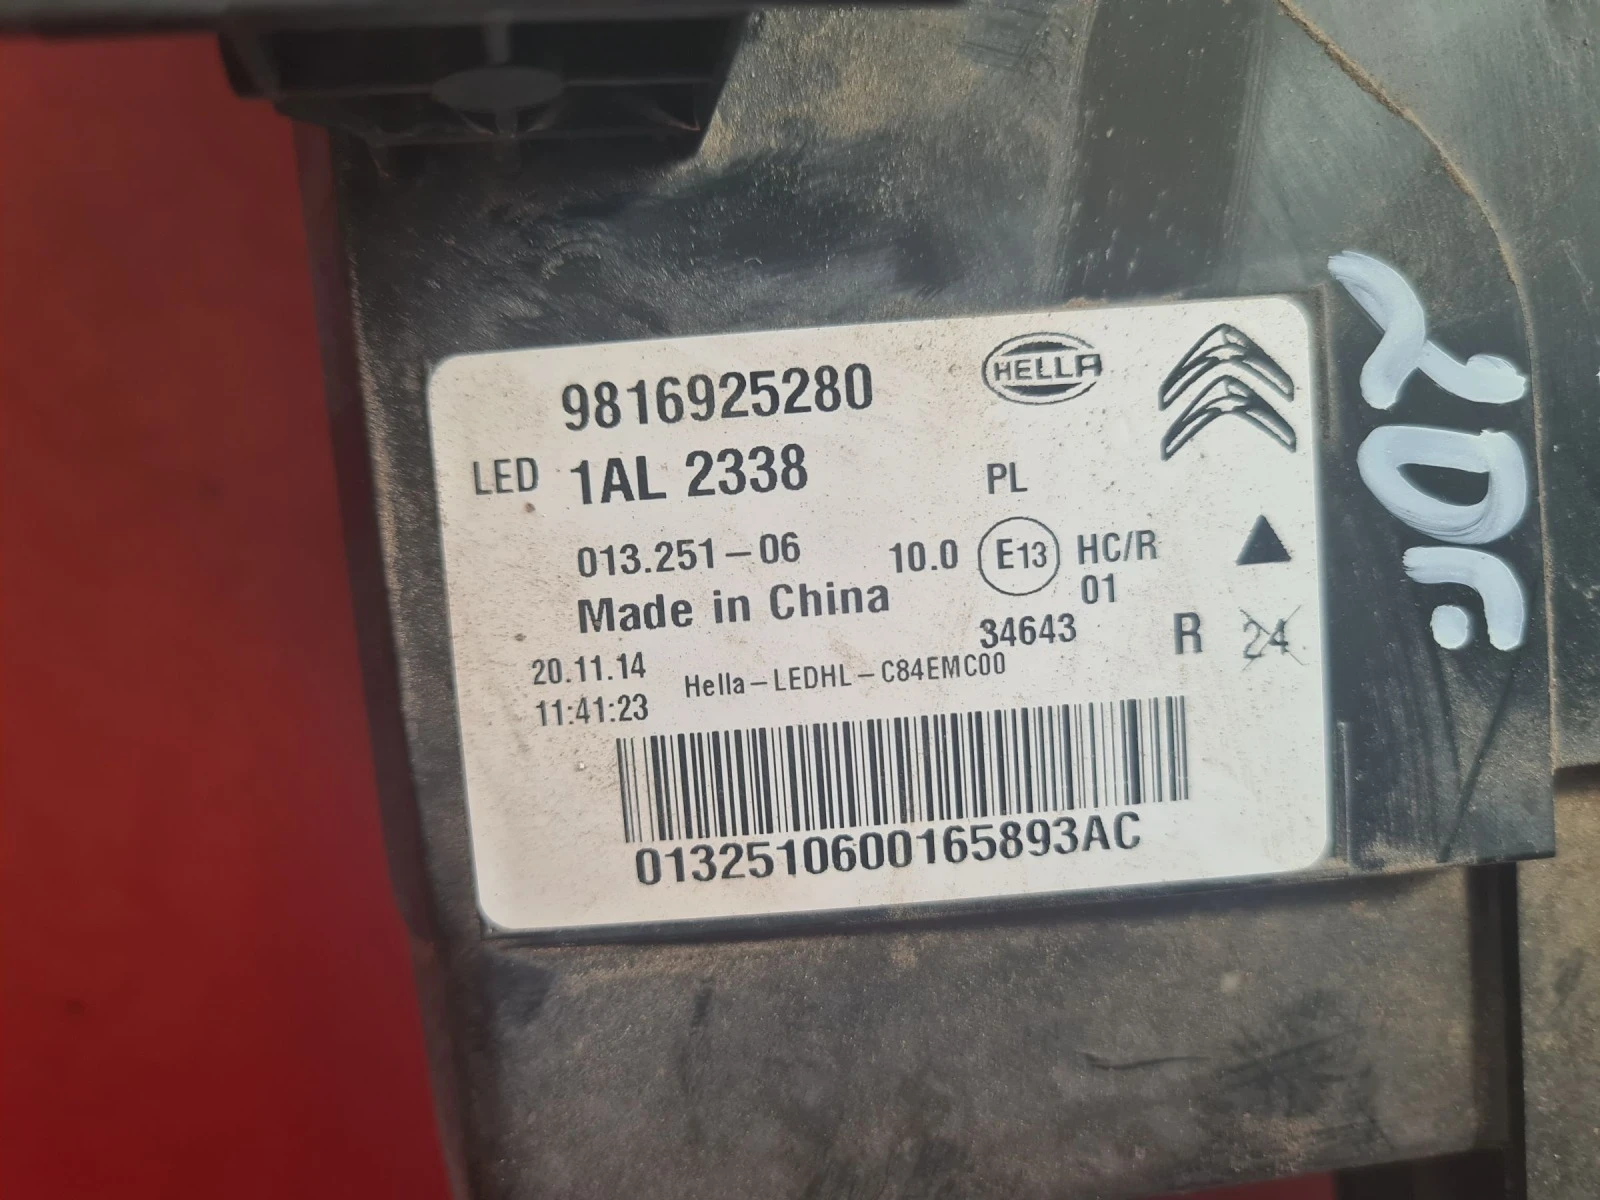 HELLA
9816925280
LED 1AL 2338 PL
013.251-06 10.0 E13 HC/R
01
Made in China
34643 R 24
20.11.14
Hella-LEDHL-C84EMC00
11:41:23
0132510600165893AC